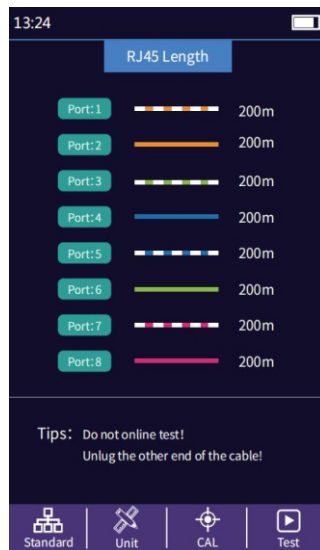 13:24
RJ45 Length
Port:1 200m
Port:2 200m
Port:3 200m
Port:4 200m
Port:5 200m
Port:6 200m
Port:7 200m
Port:8 200m
Tips: Do not online test!
Unlug the other end of the cable!
Standard Unit CAL Test